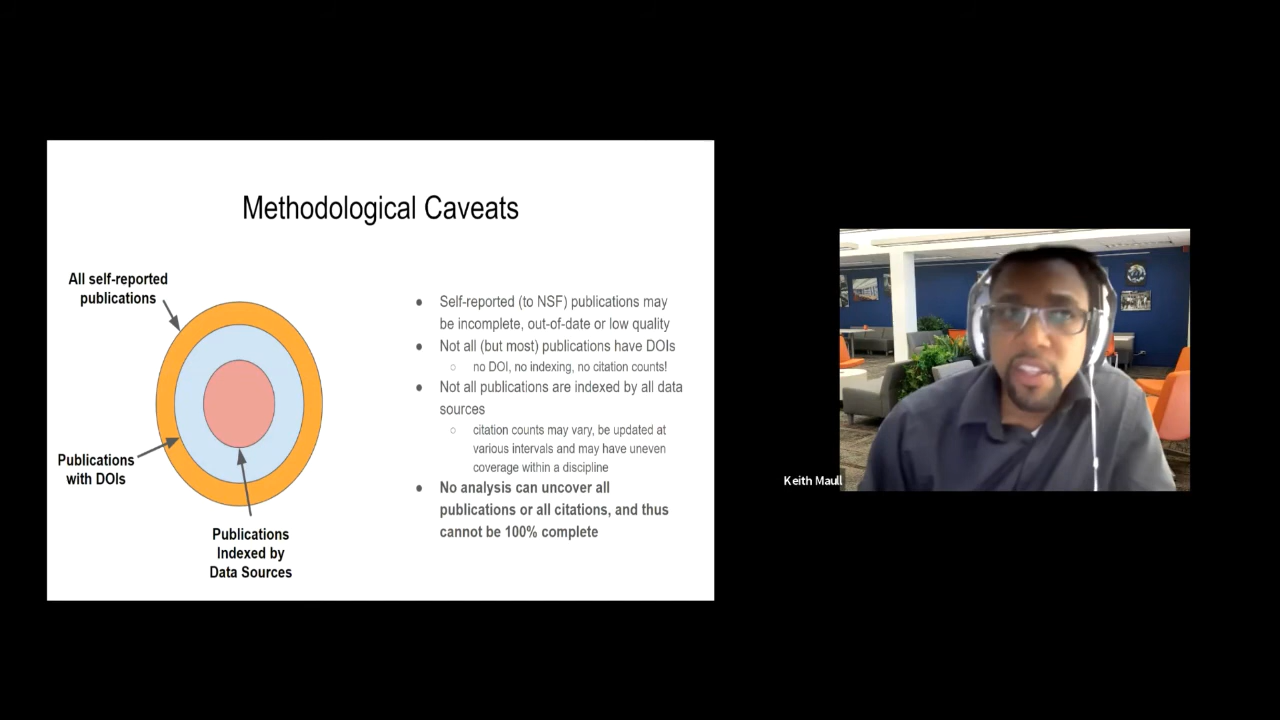 Methodological Caveats
All self-reported
publications
Publications
with DOIs
Publications
Indexed by
Data Sources
● Self-reported (to NSF) publications may
be incomplete, out-of-date or low quality
● Not all (but most) publications have DOIs
○ no DOI, no indexing, no citation counts!
● Not all publications are indexed by all data
sources
○ citation counts may vary, be updated at
various intervals and may have uneven
coverage within a discipline
● No analysis can uncover all
publications or all citations, and thus
cannot be 100% complete
Keith Maull